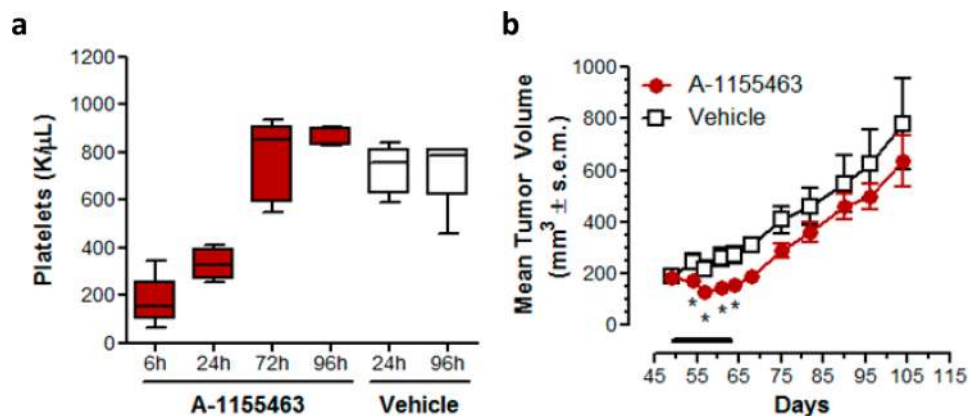 a
1200
1000
800
600
400
200
0
Platelets (K/µL)
6h 24h 72h 96h 24h 96h
A-1155463 Vehicle
b
A-1155463
Vehicle
1000
800
600
400
200
0
Mean Tumor Volume
(mm³ ± s.e.m.)
* * * *
45 55 65 75 85 95 105 115
Days